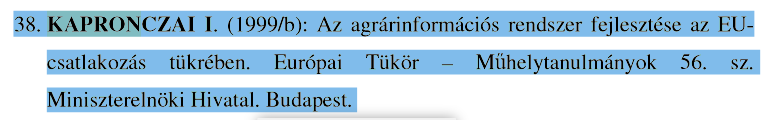 38. KAPRONCZAI I. (1999/b): Az agrárinformációs rendszer fejlesztése az EU-
csatlakozás tükrében. Európai Tükör – Műhelytanulmányok 56. sz.
Miniszterelnöki Hivatal. Budapest.